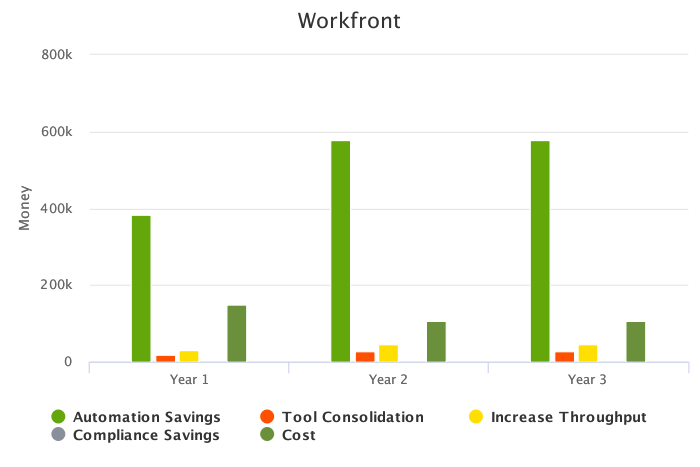 Workfront
800k
600k
400k
200k
0
Money
Year 1 Year 2 Year 3
Automation Savings Tool Consolidation Increase Throughput
Compliance Savings Cost